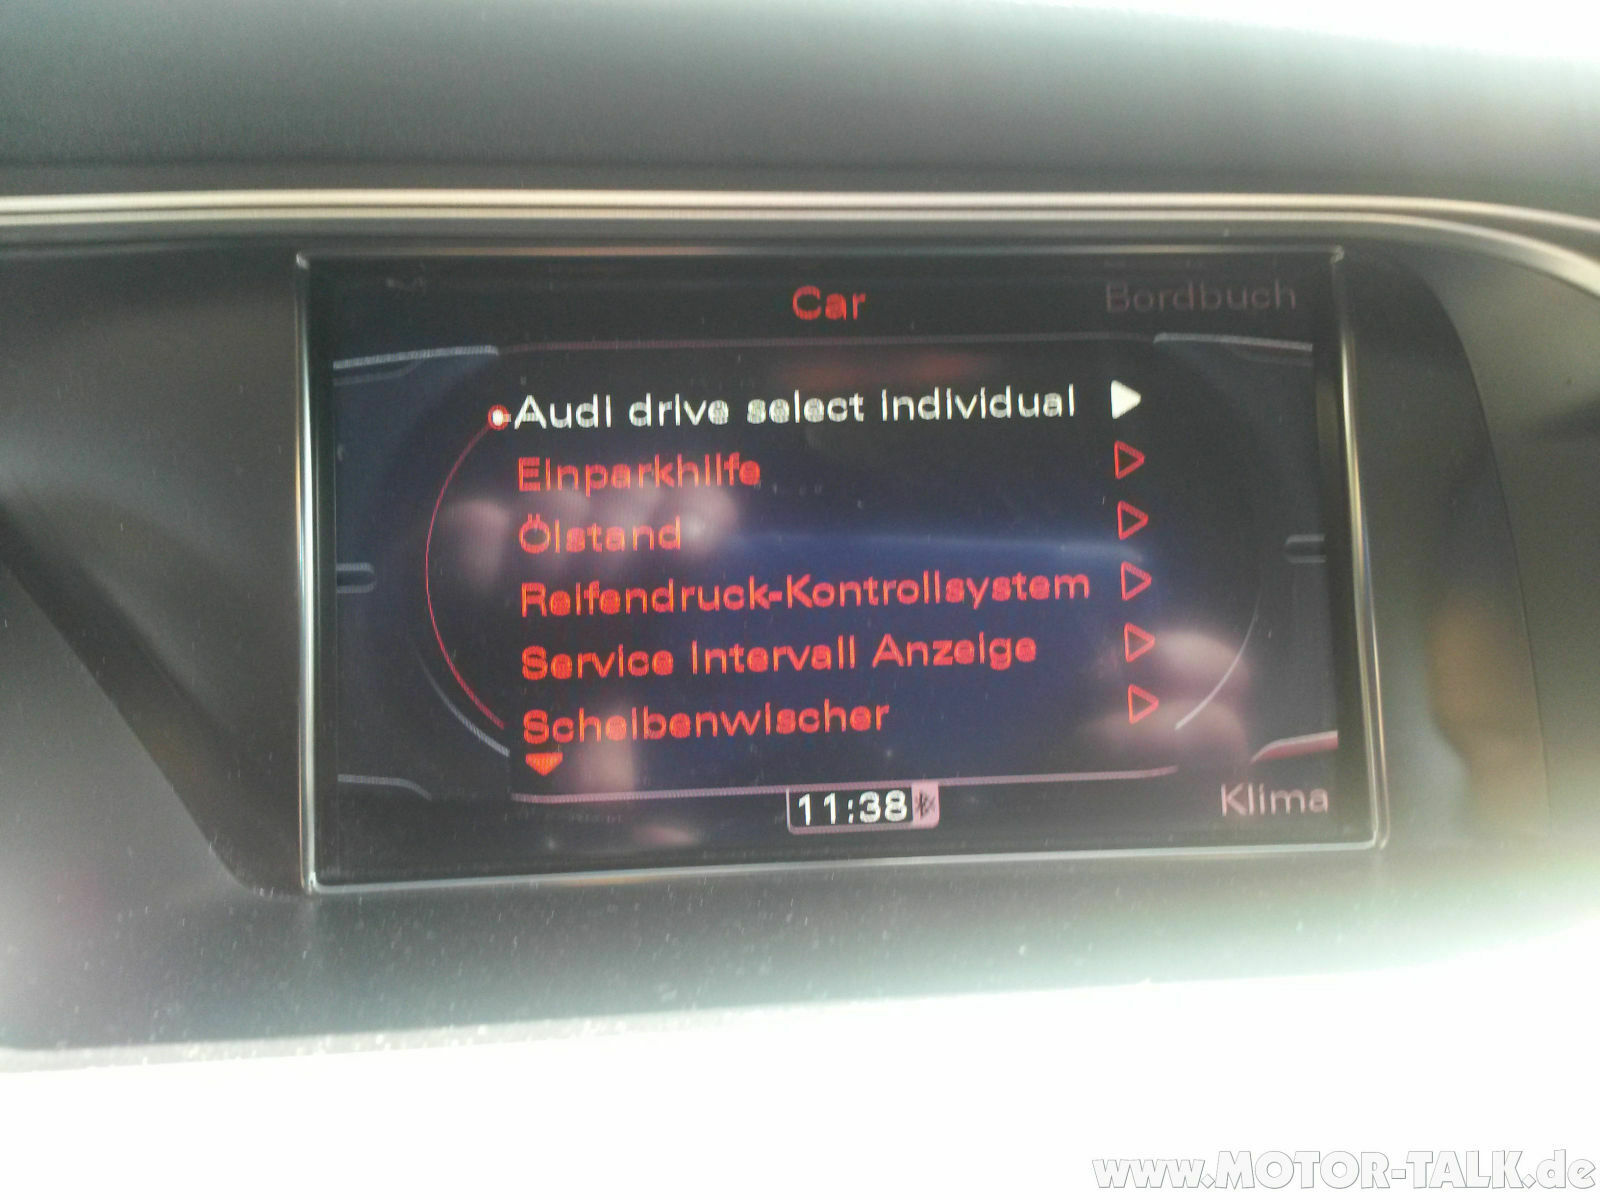 Car
Bordbuch
Audi drive select individual
Einparkhilfe
Ölstand
Reifendruck-Kontrollsystem
Service Intervall Anzeige
Scheibenwischer
11:38
Klima
www.MOTOR-TALK.de